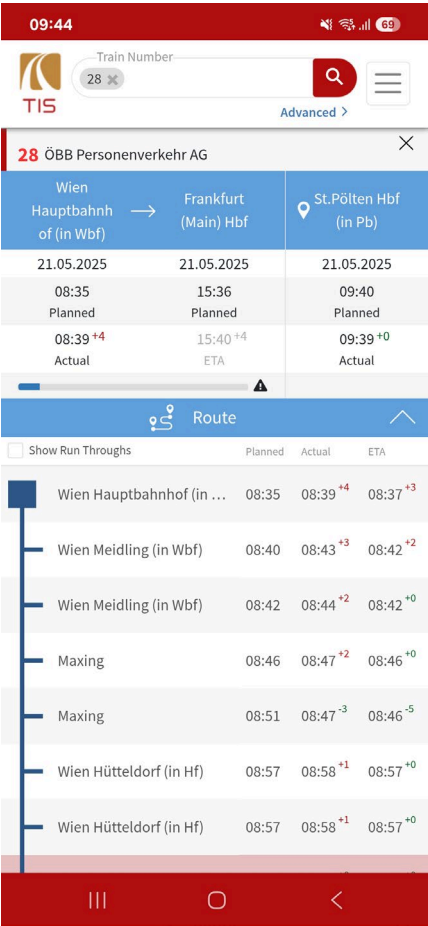 09:44
69
Train Number
28
TIS
Advanced >
28 ÖBB Personenverkehr AG
Wien
Hauptbahnh
of (in Wbf)
Frankfurt
(Main) Hbf
St.Pölten Hbf
(in Pb)
21.05.2025 21.05.2025 21.05.2025
08:35 15:36 09:40
Planned Planned Planned
08:39 +4 15:40 +4 09:39 +0
Actual ETA Actual
Route
Show Run Throughs Planned Actual ETA
Wien Hauptbahnhof (in ... 08:35 08:39 +4 08:37 +3
Wien Meidling (in Wbf) 08:40 08:43 +3 08:42 +2
Wien Meidling (in Wbf) 08:42 08:44 +2 08:42 +0
Maxing 08:46 08:47 +2 08:46 +0
Maxing 08:51 08:47 -3 08:46 -5
Wien Hütteldorf (in Hf) 08:57 08:58 +1 08:57 +0
Wien Hütteldorf (in Hf) 08:57 08:58 +1 08:57 +0